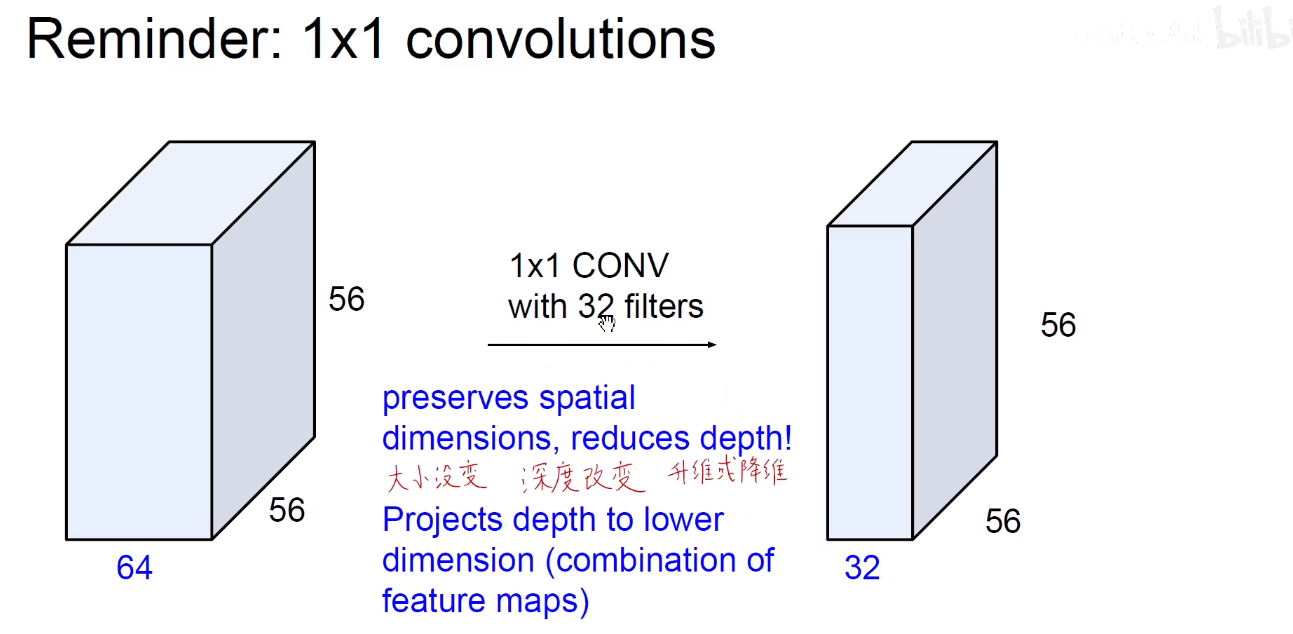 Reminder: 1x1 convolutions
bilibi
56
56
64
1x1 CONV
with 32 filters
preserves spatial
dimensions, reduces depth!
大小没变 深度改变 升维或降维
Projects depth to lower
dimension (combination of
feature maps)
56
56
32